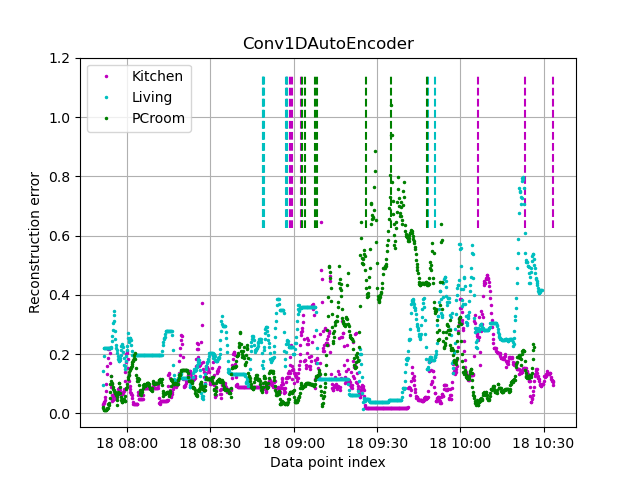 Conv1DAutoEncoder
Kitchen
Living
PCroom
Reconstruction error
1.2
1.0
0.8
0.6
0.4
0.2
0.0
18 08:00 18 08:30 18 09:00 18 09:30 18 10:00 18 10:30
Data point index